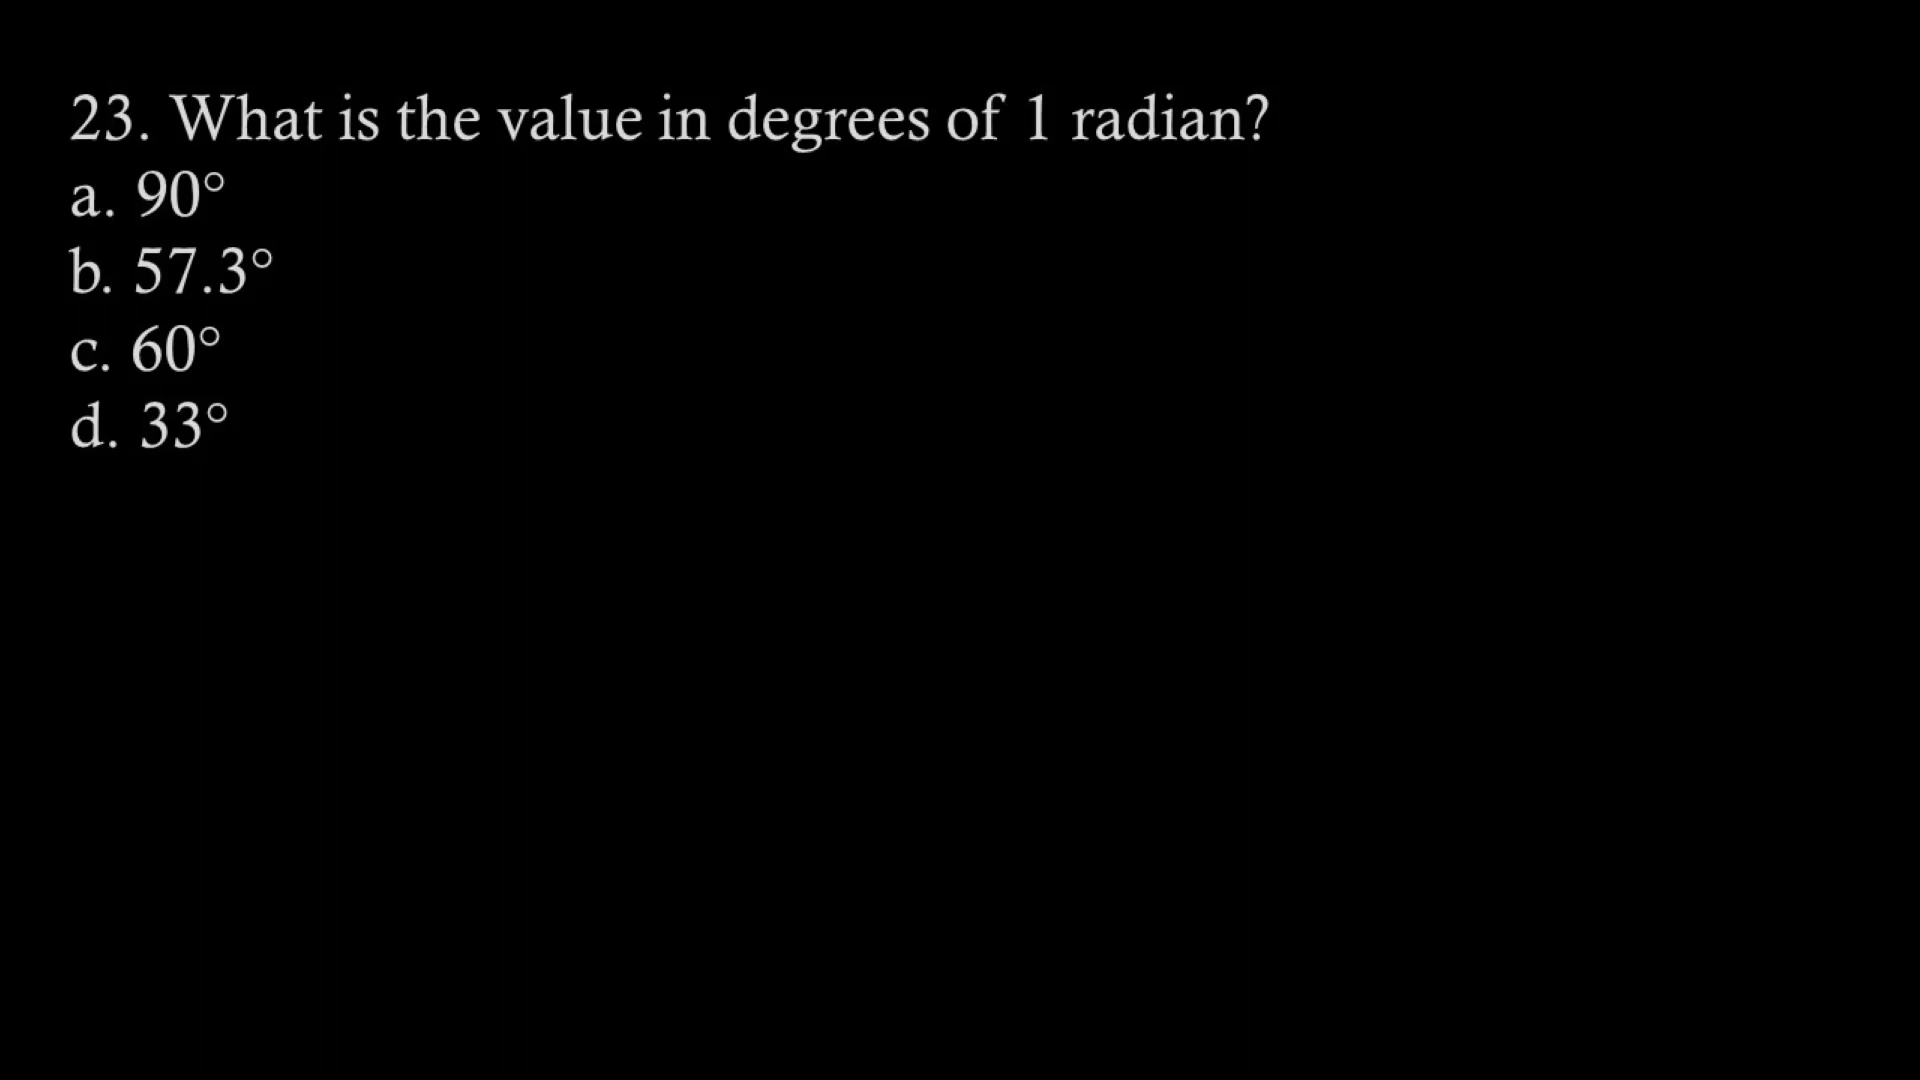 23. What is the value in degrees of 1 radian?
a. 90°
b. 57.3°
c. 60°
d. 33°